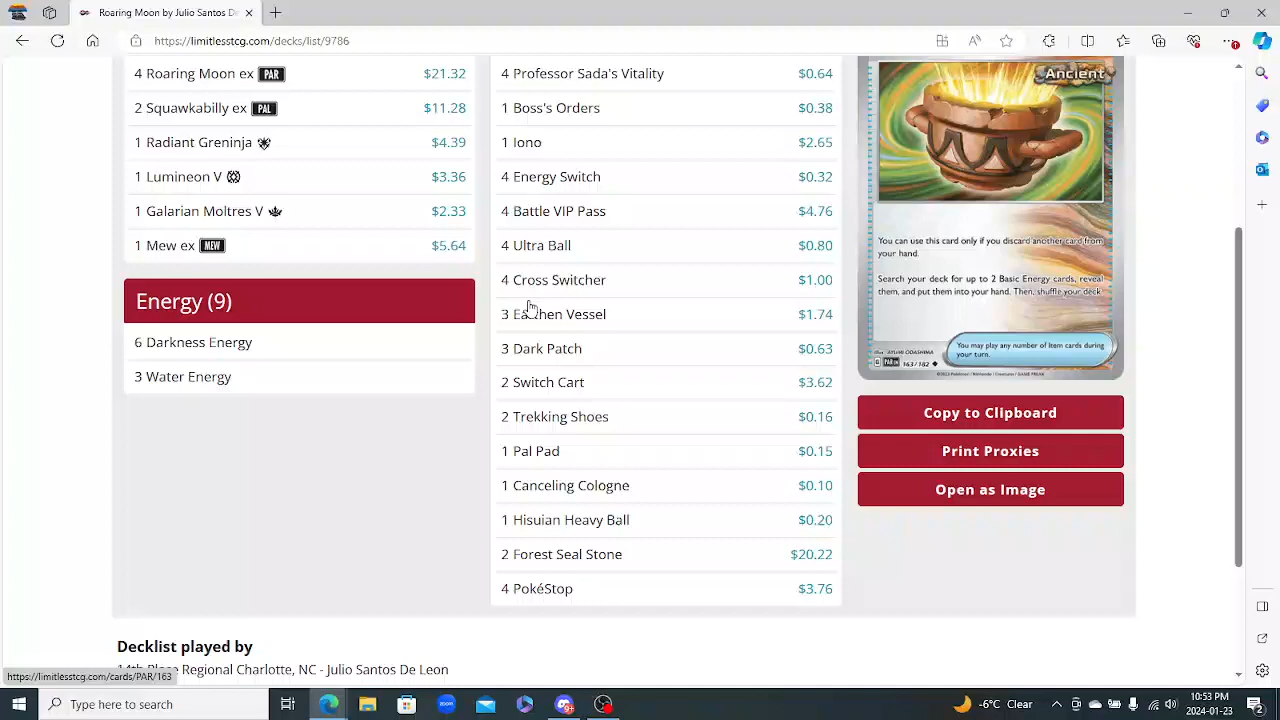 Roaring Moon by Julio Santos De
https://limitlesstcg.com/decks/list/9786
4 Roaring Moon ex PAR $21.32
2 Squawkabilly ex PAL $11.28
1 Radiant Greninja .39
1 Lumineon V 3.36
1 Galarian Moltres V 2.33
1 Mew ex MEW $5.64
Energy (9)
6 Darkness Energy
3 Water Energy
4 Professor Sada's Vitality $0.64
1 Boss's Orders $0.38
1 Iono $2.65
4 Energy Switch $0.32
4 Battle VIP Pass $4.76
4 Ultra Ball $0.80
4 Cross Switcher $1.00
3 Earthen Vessel $1.74
3 Dark Patch $0.63
2 Switch Cart $3.62
2 Trekking Shoes $0.16
1 Pal Pad $0.15
1 Canceling Cologne $0.10
1 Hisuian Heavy Ball $0.20
2 Forest Seal Stone $20.22
4 PokéStop $3.76
Ancient
You can use this card only if you discard another card from
your hand.
Search your deck for up to 2 Basic Energy cards, reveal
them, and put them into your hand. Then, shuffle your deck.
You may play any number of Item cards during
your turn.
163/182
Copy to Clipboard
Print Proxies
Open as Image
Decklist played by
14th Place Regional Charlotte, NC - Julio Santos De Leon
https://limitlesstcg.com/cards/PAR/163
Type here to search
zoom
-5°C Clear
10:53 PM
2024-01-23